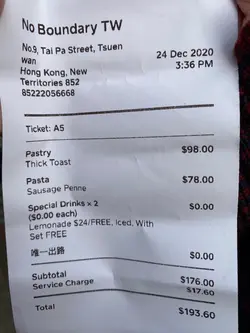 No Boundary TW
No.9, Tai Pa Street, Tsuen
wan
Hong Kong, New
Territories 852
85222056668
24 Dec 2020
3:36 PM
Ticket: A5
Pastry $98.00
Thick Toast
Pasta $78.00
Sausage Penne
Special Drinks × 2 $0.00
($0.00 each)
Lemonade $24/FREE, Iced, With
Set FREE
唯一出路 $0.00
Subtotal $176.00
Service Charge $17.60
Total $193.60